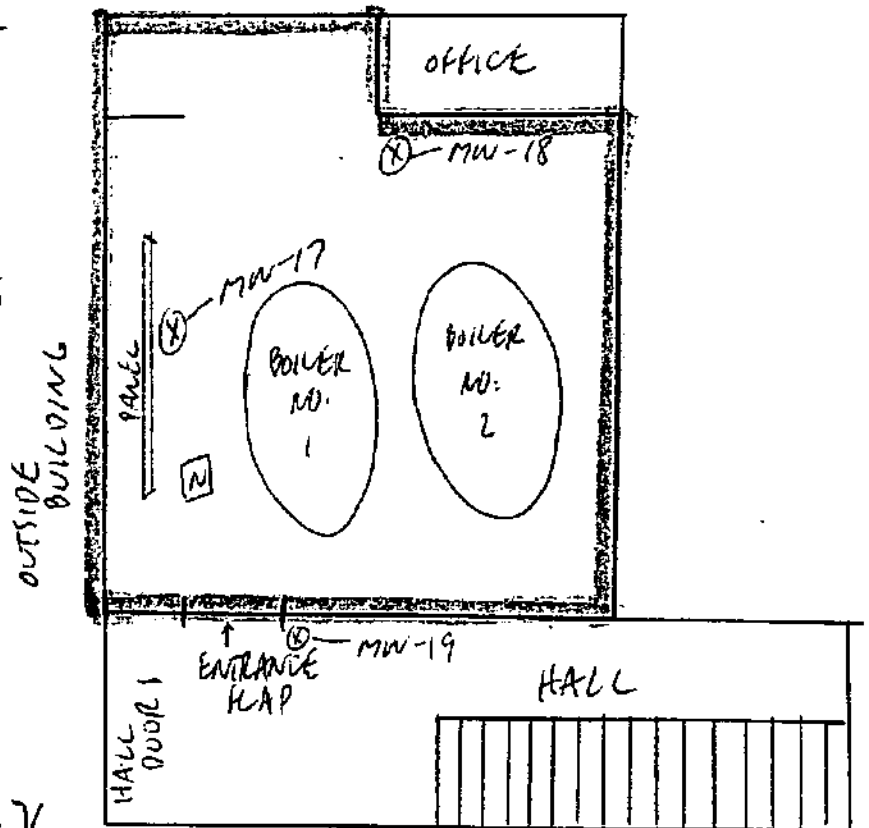 OFFICE
MW-18
MW-17
PANEL
BOILER
NO.
1
BOILER
NO:
2
OUTSIDE
BUILDING
N
MW-19
ENTRANCE
FLAP
HALL
HALL
DOOR